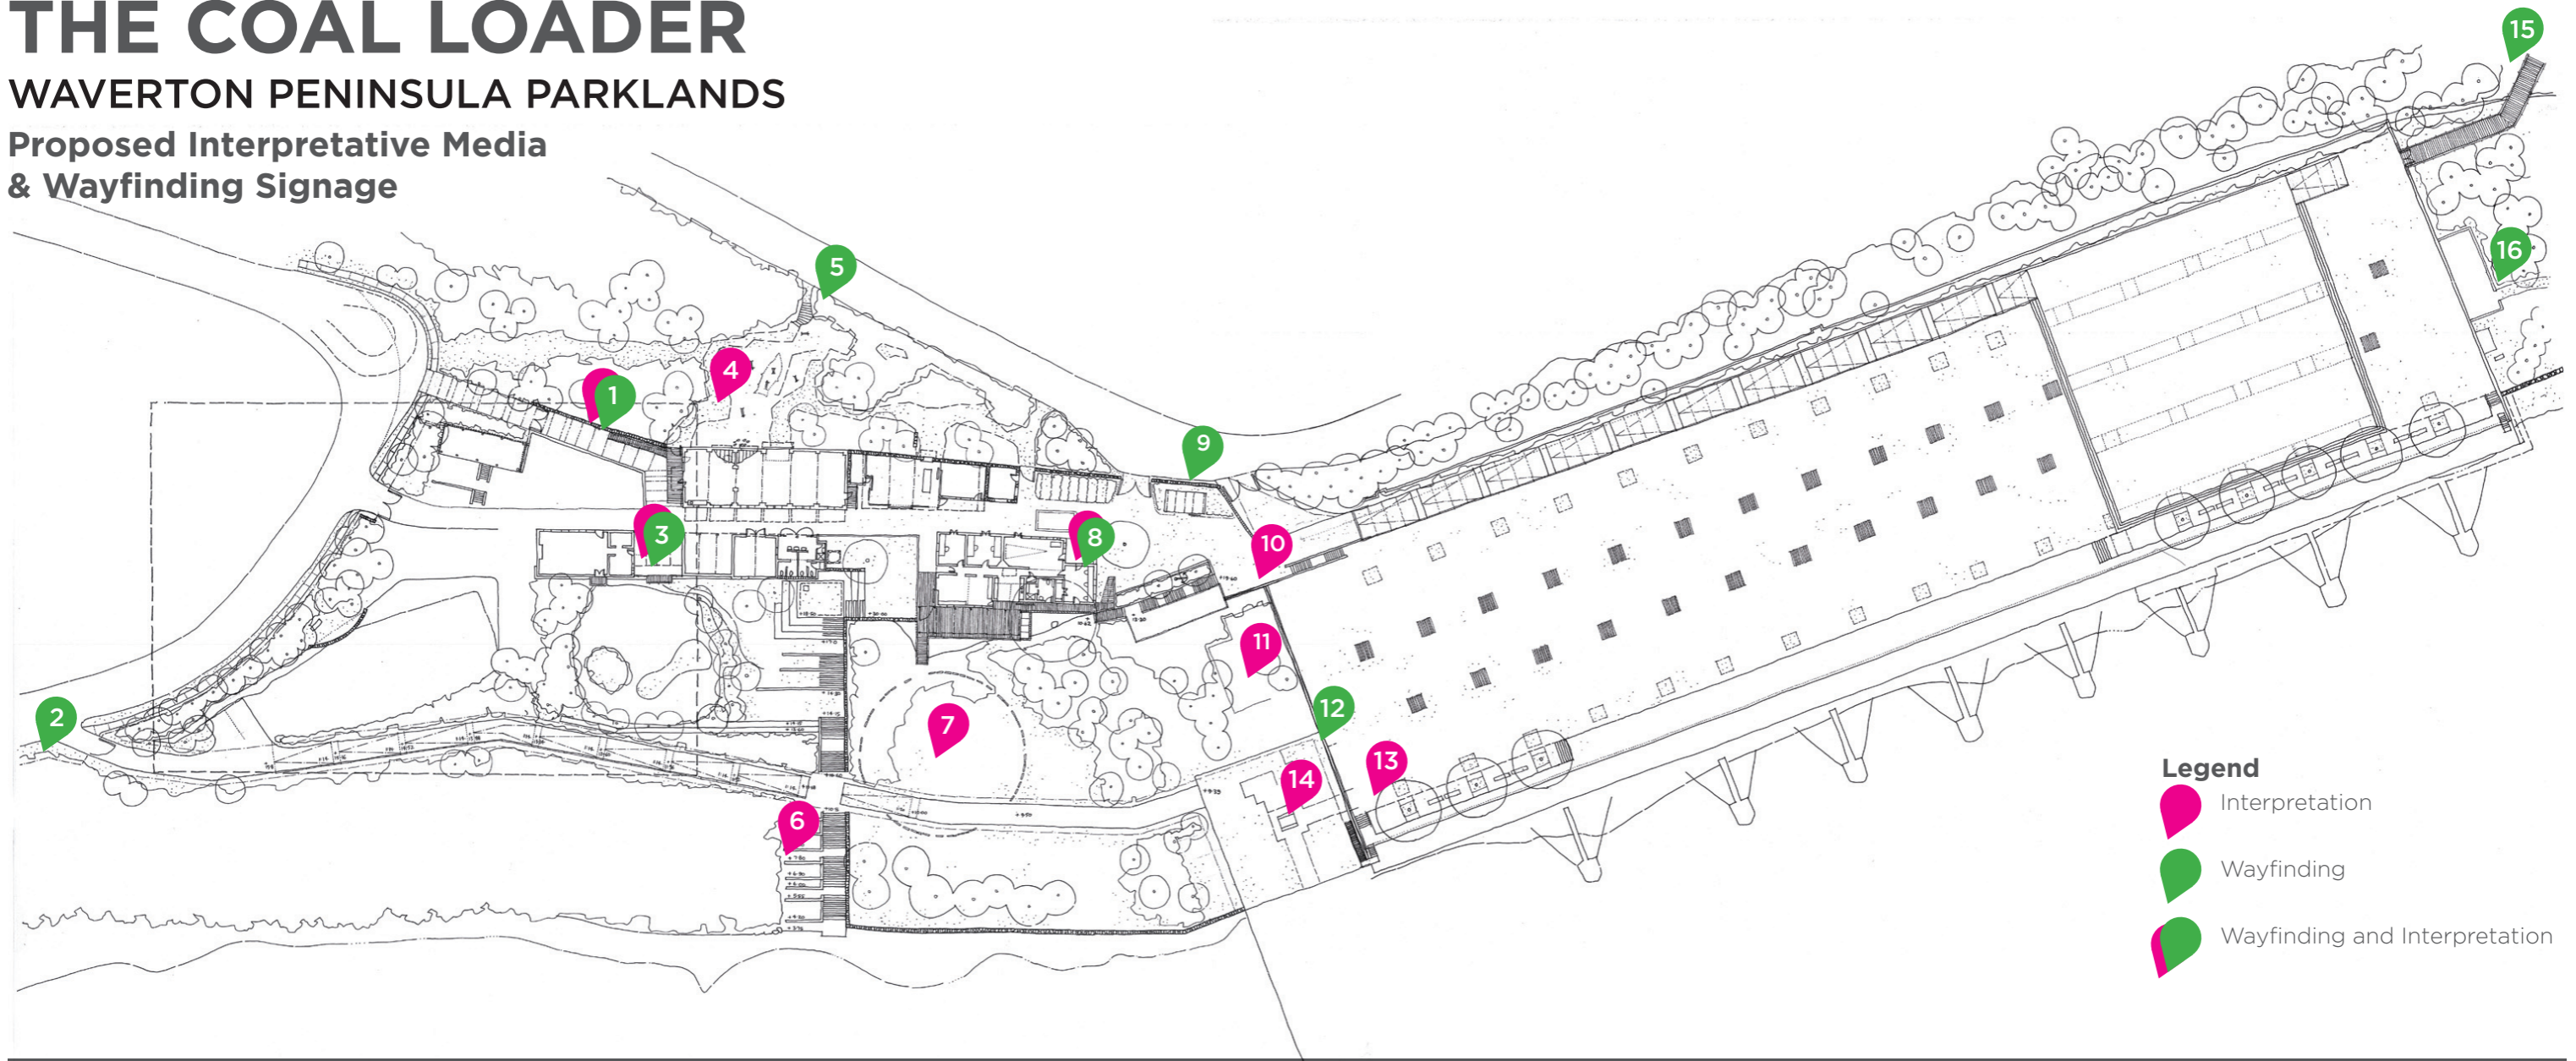 THE COAL LOADER
WAVERTON PENINSULA PARKLANDS
Proposed Interpretative Media
& Wayfinding Signage
15
5
16
4
1
9
3
8
10
11
2
12
7
13
14
6
Legend
Interpretation
Wayfinding
Wayfinding and Interpretation